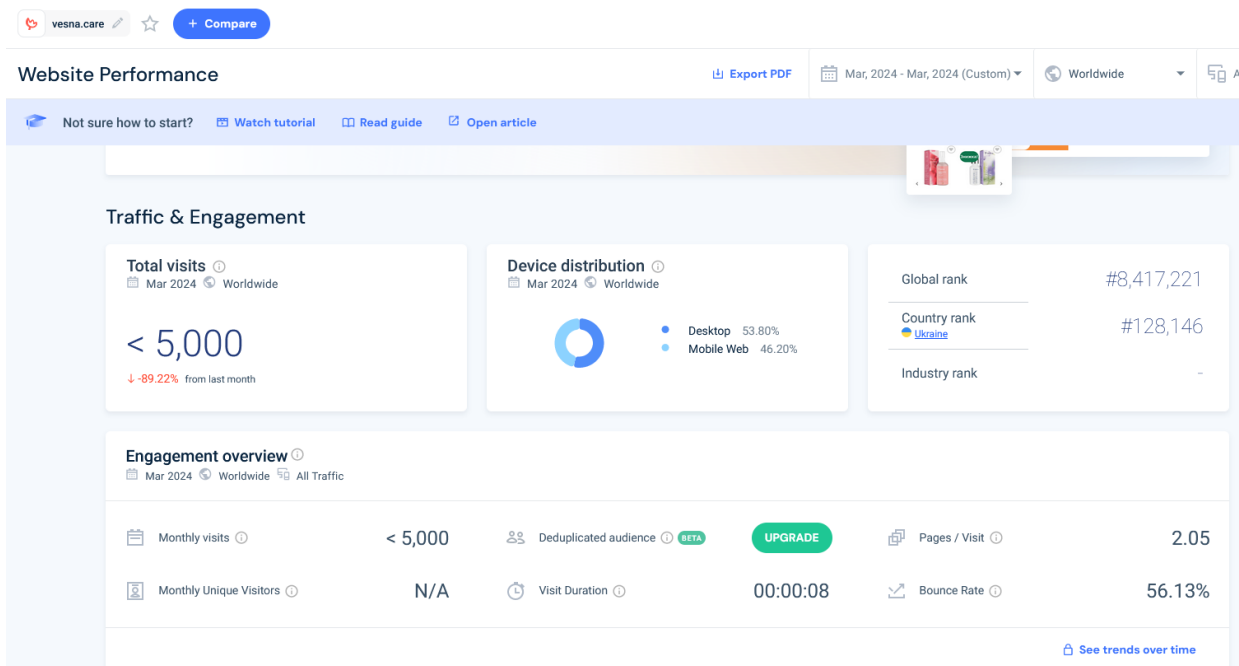 vesna.care
+ Compare
Website Performance
Export PDF
Mar, 2024 - Mar, 2024 (Custom)
Worldwide
A
Not sure how to start?
Watch tutorial
Read guide
Open article
Traffic & Engagement
Total visits
Mar 2024 Worldwide
< 5,000
↓ -89.22% from last month
Device distribution
Mar 2024 Worldwide
Desktop 53.80%
Mobile Web 46.20%
Global rank #8,417,221
Country rank #128,146
Ukraine
Industry rank -
Engagement overview
Mar 2024 Worldwide All Traffic
Monthly visits < 5,000
Deduplicated audience BETA UPGRADE
Pages / Visit 2.05
Monthly Unique Visitors N/A
Visit Duration 00:00:08
Bounce Rate 56.13%
See trends over time